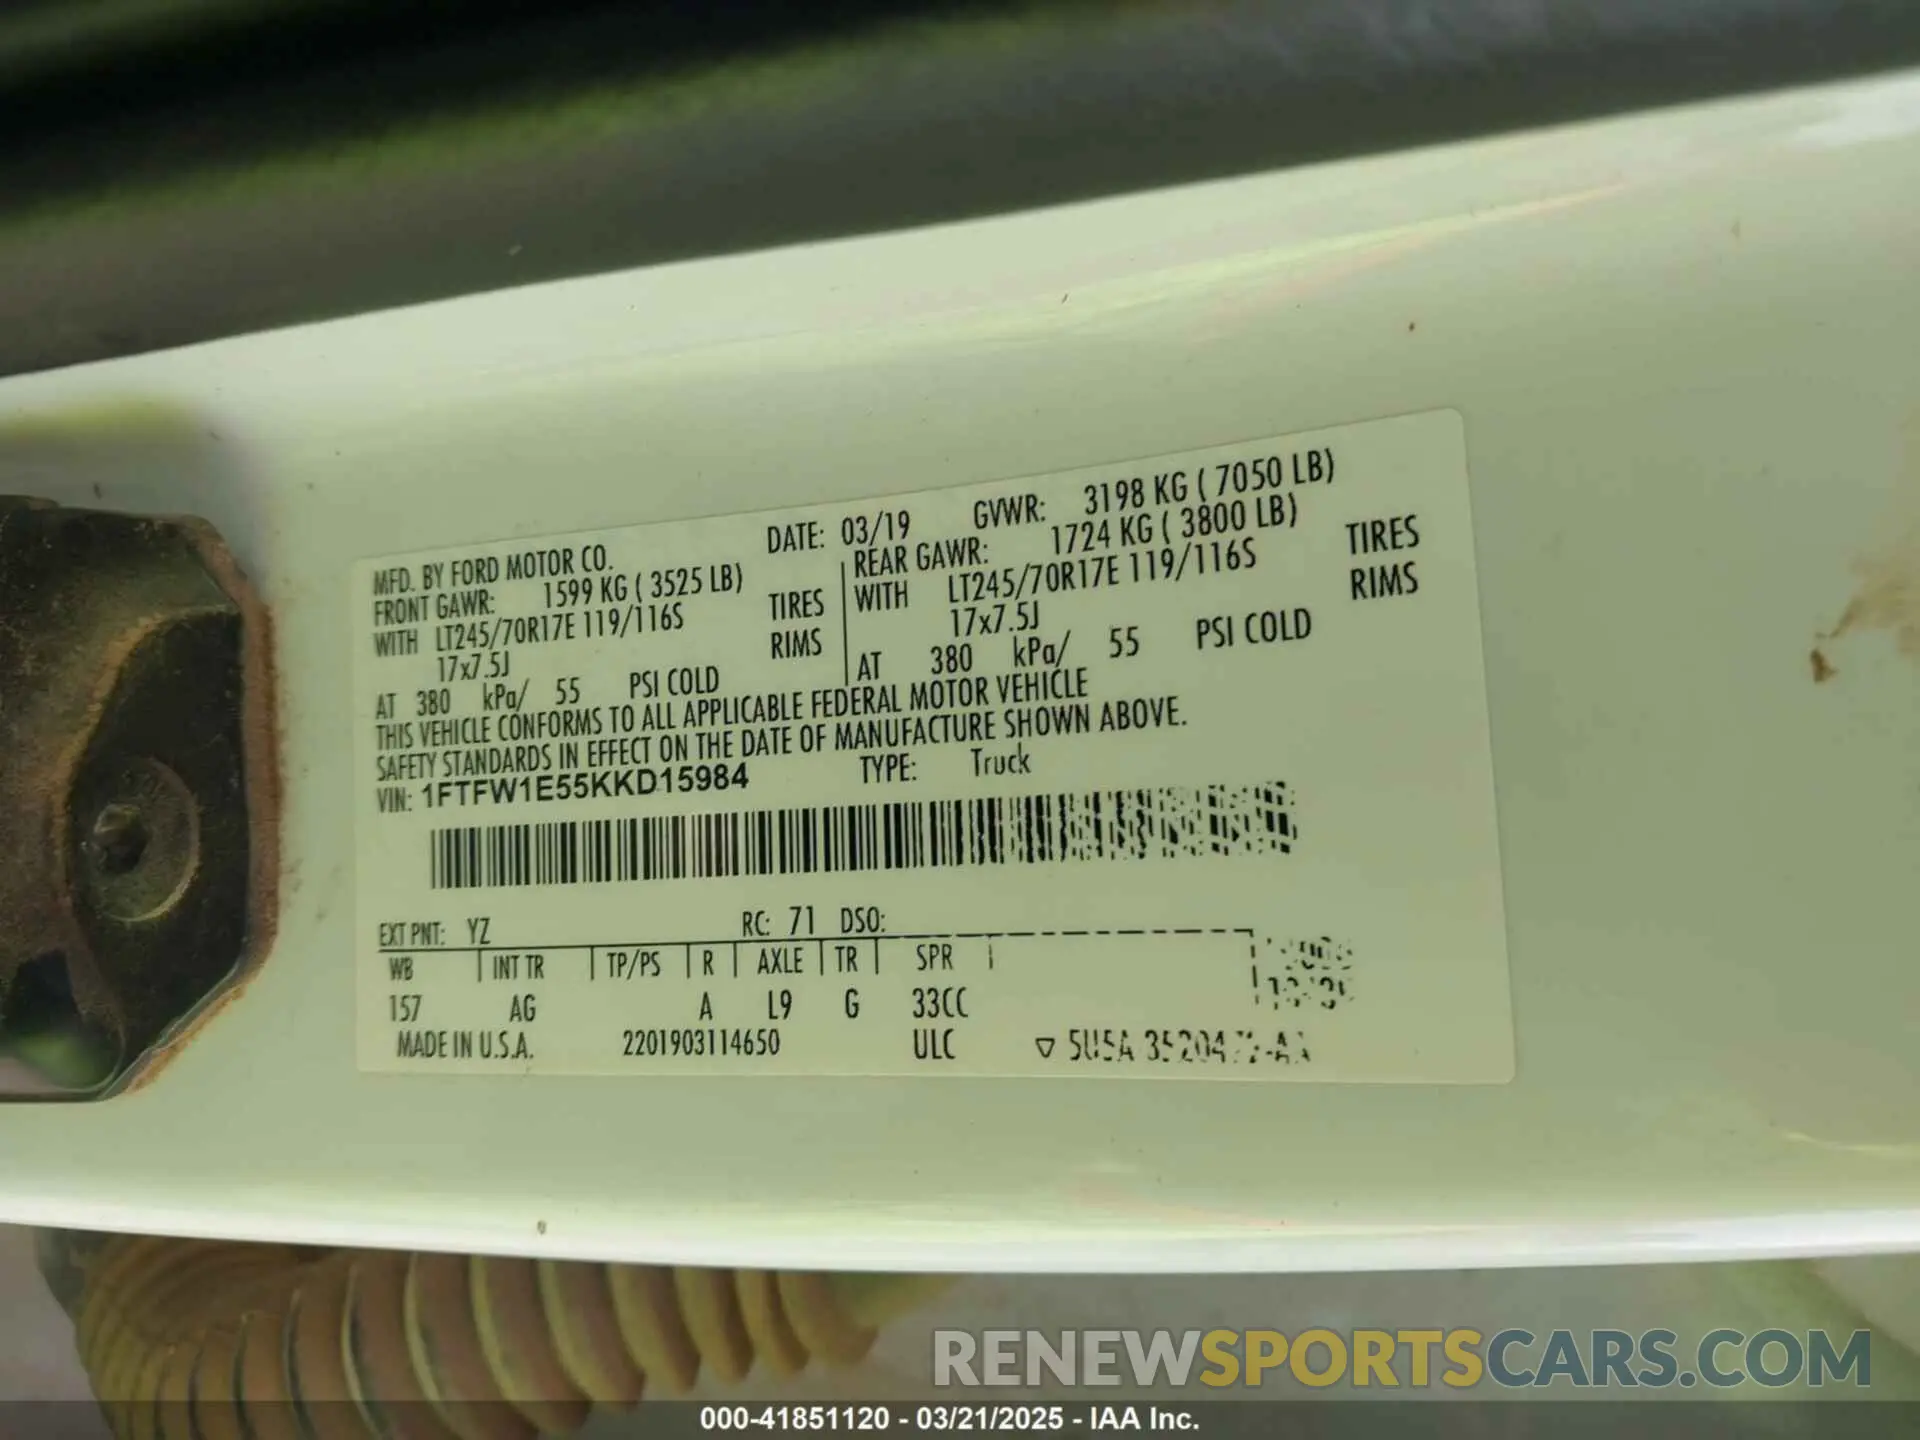 MFD. BY FORD MOTOR CO. DATE: 03/19 GVWR: 3198 KG ( 7050 LB)
FRONT GAWR: 1599 KG ( 3525 LB) REAR GAWR: 1724 KG ( 3800 LB)
WITH LT245/70R17E 119/116S TIRES WITH LT245/70R17E 119/116S TIRES
17x7.5J RIMS 17x7.5J RIMS
AT 380 kPa/ 55 PSI COLD AT 380 kPa/ 55 PSI COLD
THIS VEHICLE CONFORMS TO ALL APPLICABLE FEDERAL MOTOR VEHICLE
SAFETY STANDARDS IN EFFECT ON THE DATE OF MANUFACTURE SHOWN ABOVE.
VIN: 1FTFW1E55KKD15984 TYPE: Truck
EXT PNT: YZ RC: 71 DSO:
WB INT TR TP/PS R AXLE TR SPR
157 AG A L9 G 33CC
MADE IN U.S.A. 2201903114650 ULC 5U5A
RENEWSPORTSCARS.COM
000-41851120 - 03/21/2025 - IAA Inc.